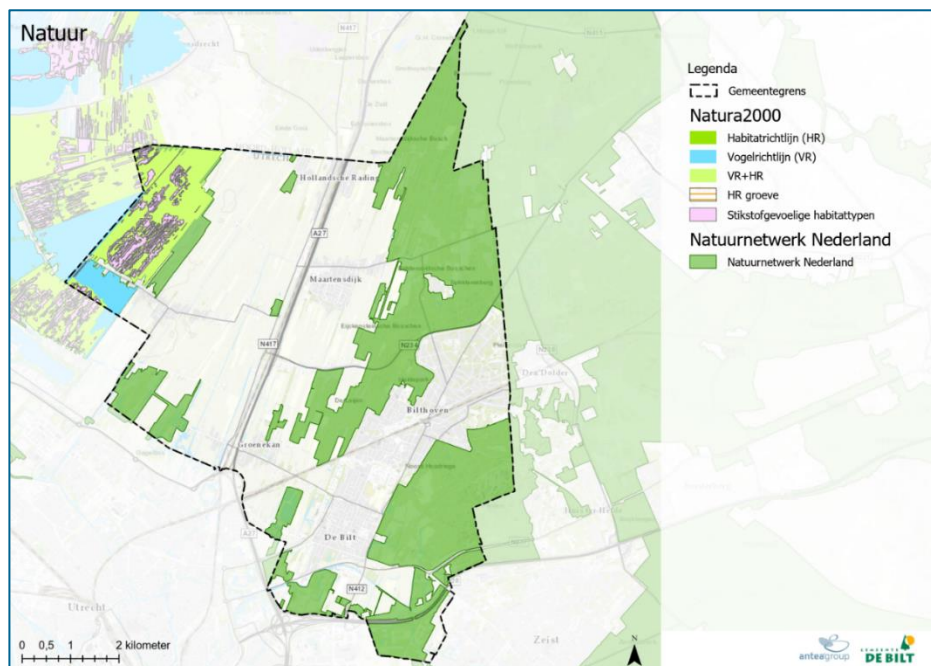 Natuur
Legenda
Gemeentegrens
Natura2000
Habitatrichtlijn (HR)
Vogelrichtlijn (VR)
VR+HR
HR groeve
Stikstofgevoelige habitattypen
Natuurnetwerk Nederland
Natuurnetwerk Nederland
N417
Hollandsche Rading
A27
Maartensdijk
N417
N234
Den Dolder
Bilthoven
Groenekan
De Bilt
N412
Utrecht
Zeist
0 0,5 1 2 kilometer
N
anteagroup
GEMEENTE
DE BILT